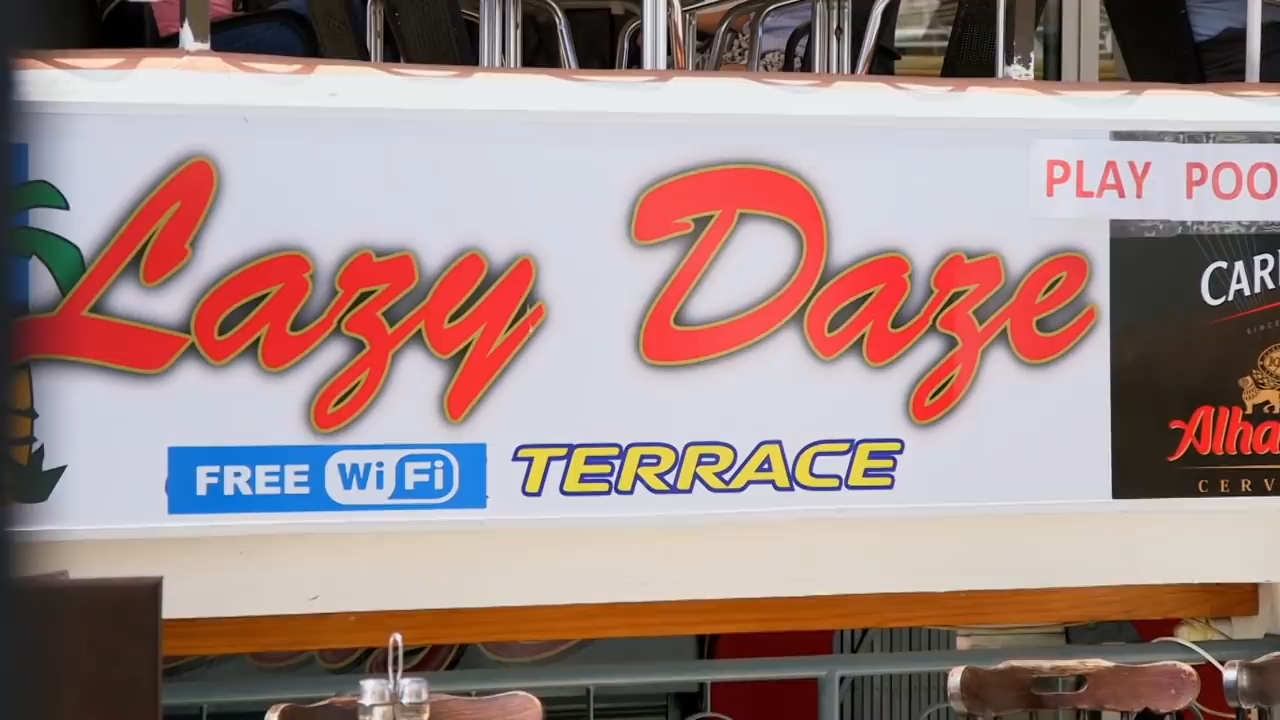 Lazy Daze
FREE WiFi
TERRACE
PLAY POO
CAR
Alha
CERV